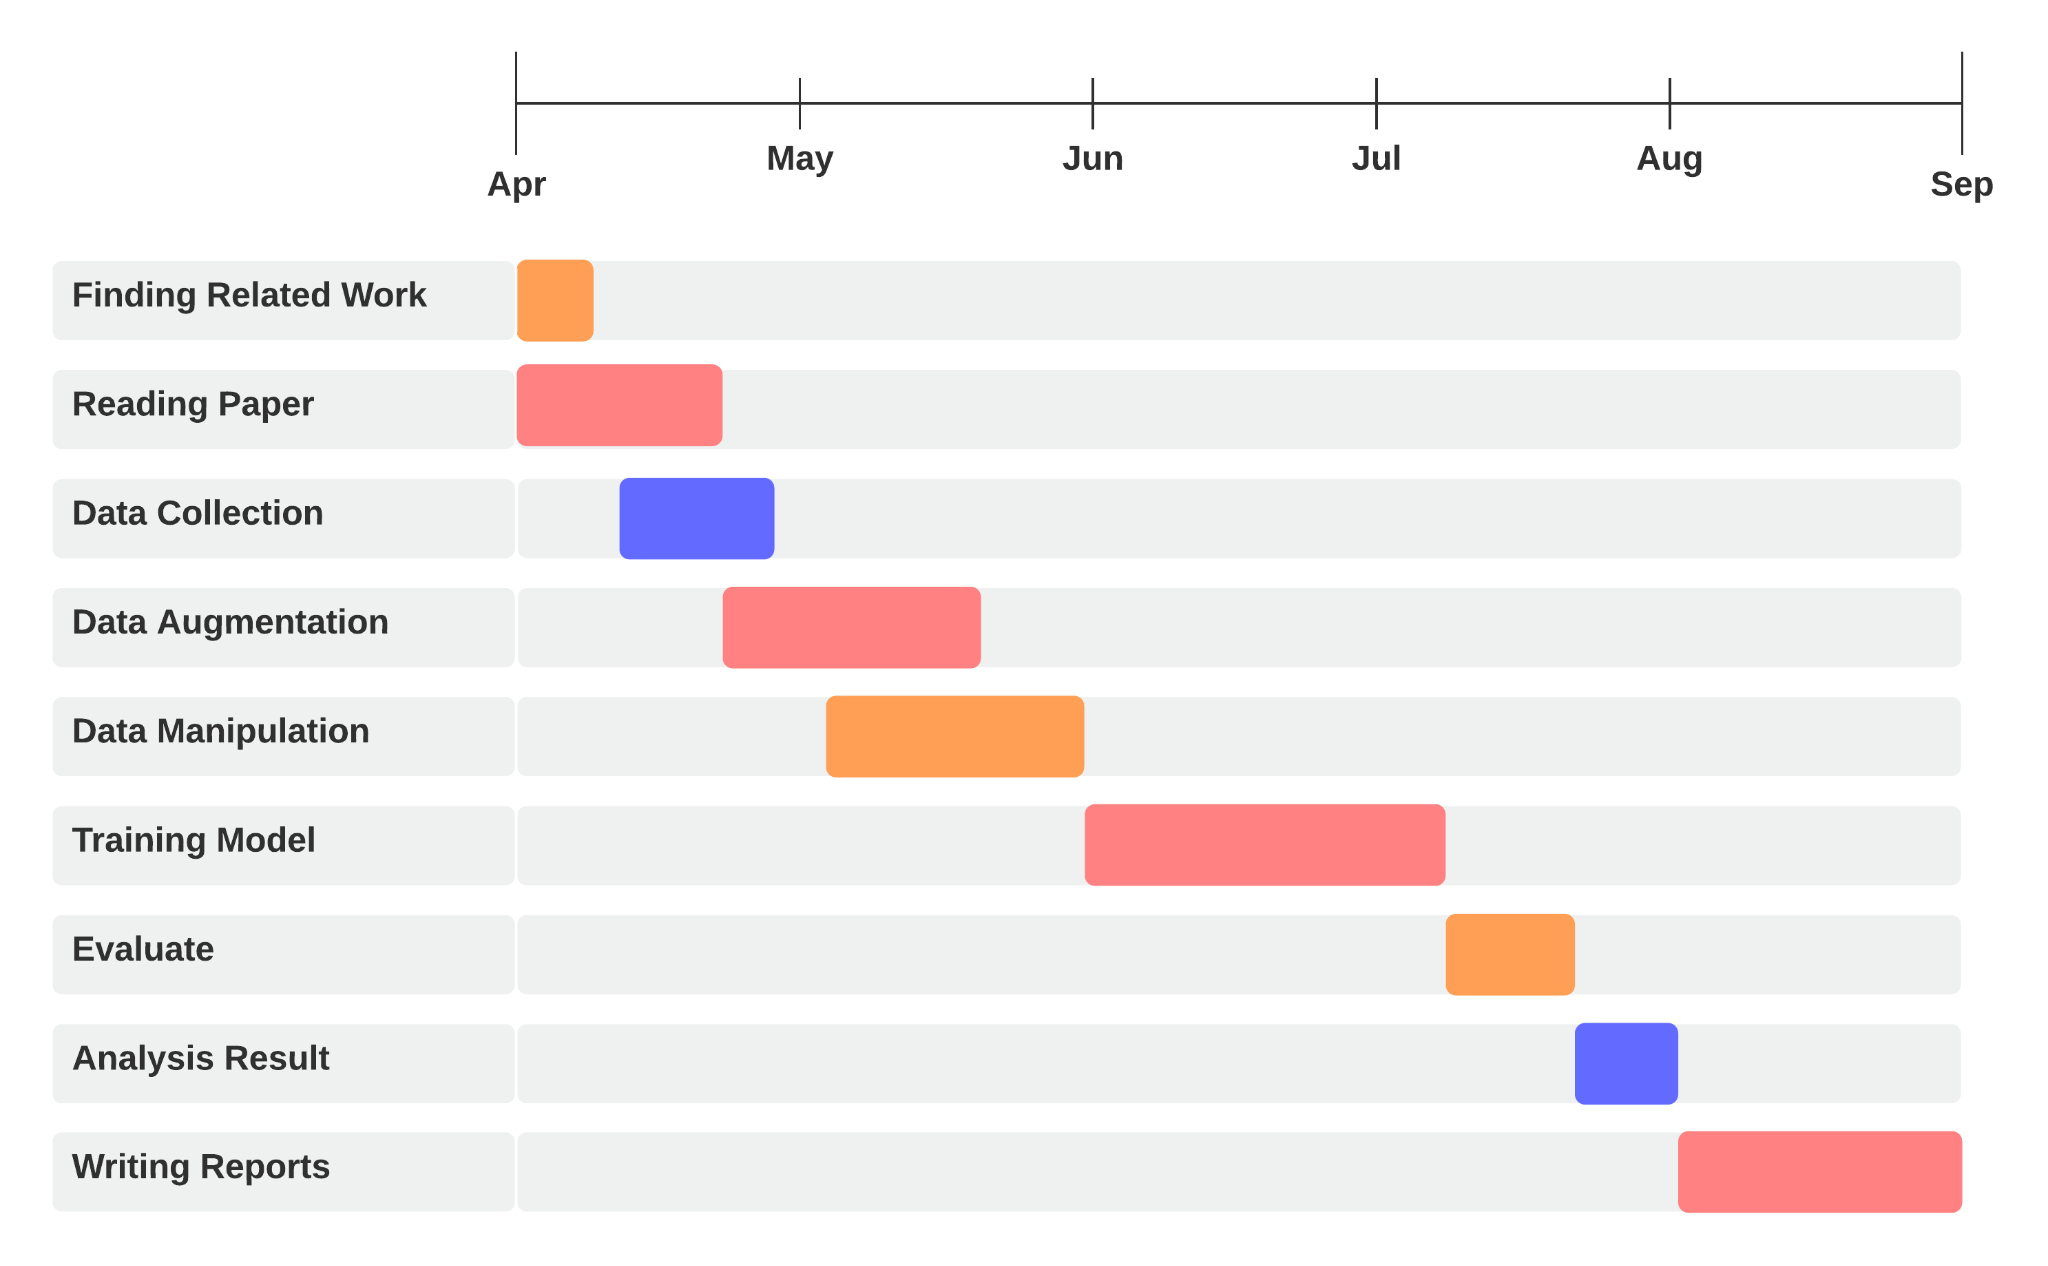 Apr
May
Jun
Jul
Aug
Sep
Finding Related Work
Reading Paper
Data Collection
Data Augmentation
Data Manipulation
Training Model
Evaluate
Analysis Result
Writing Reports